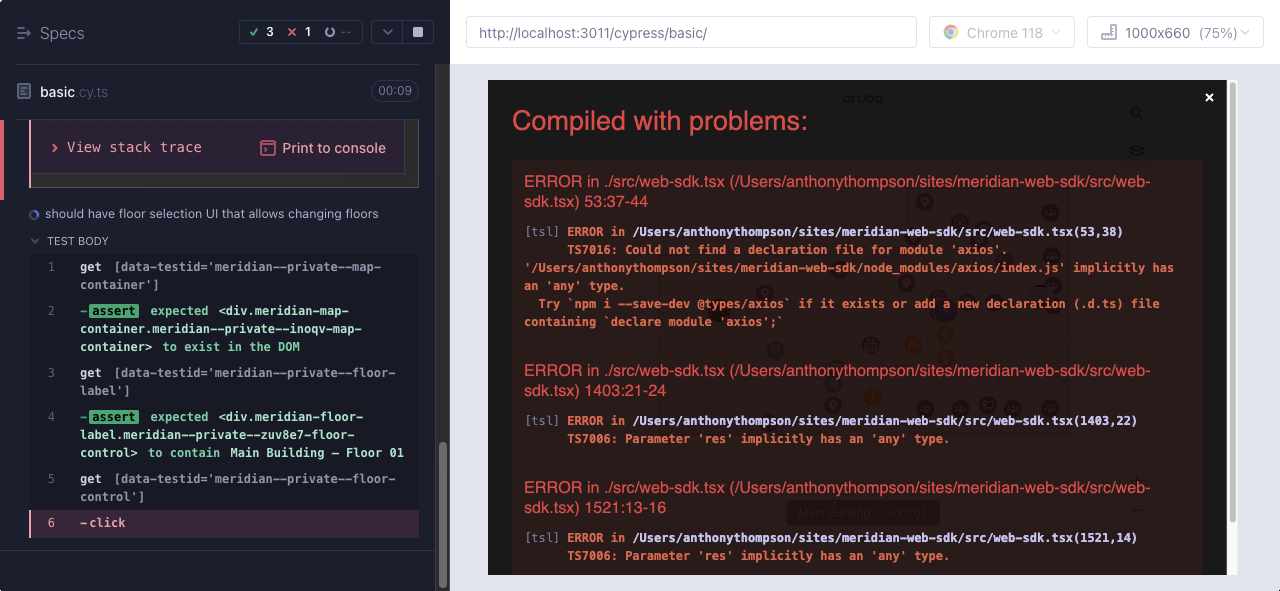 Specs
3 1 --
basic.cy.ts
00:09
View stack trace
Print to console
should have floor selection UI that allows changing floors
TEST BODY
1 get [data-testid='meridian--private--map-
container']
2 -assert expected <div.meridian-map-
container.meridian--private--inoqv-map-
container> to exist in the DOM
3 get [data-testid='meridian--private--floor-
label']
4 -assert expected <div.meridian-floor-
label.meridian--private--zuv8e7-floor-
control> to contain Main Building – Floor 01
5 get [data-testid='meridian--private--floor-
control']
6 -click
http://localhost:3011/cypress/basic/
Chrome 118
1000x660 (75%)
aruba
×
Compiled with problems:
ERROR in ./src/web-sdk.tsx (/Users/anthonythompson/sites/meridian-web-sdk/src/web-
sdk.tsx) 53:37-44
[tsl] ERROR in /Users/anthonythompson/sites/meridian-web-sdk/src/web-sdk.tsx(53,38)
TS7016: Could not find a declaration file for module 'axios'.
'/Users/anthonythompson/sites/meridian-web-sdk/node_modules/axios/index.js' implicitly has
an 'any' type.
Try `npm i --save-dev @types/axios` if it exists or add a new declaration (.d.ts) file
containing `declare module 'axios';`
ERROR in ./src/web-sdk.tsx (/Users/anthonythompson/sites/meridian-web-sdk/src/web-
sdk.tsx) 1403:21-24
[tsl] ERROR in /Users/anthonythompson/sites/meridian-web-sdk/src/web-sdk.tsx(1403,22)
TS7006: Parameter 'res' implicitly has an 'any' type.
ERROR in ./src/web-sdk.tsx (/Users/anthonythompson/sites/meridian-web-sdk/src/web-
sdk.tsx) 1521:13-16
Main Building – Floor 01
[tsl] ERROR in /Users/anthonythompson/sites/meridian-web-sdk/src/web-sdk.tsx(1521,14)
TS7006: Parameter 'res' implicitly has an 'any' type.